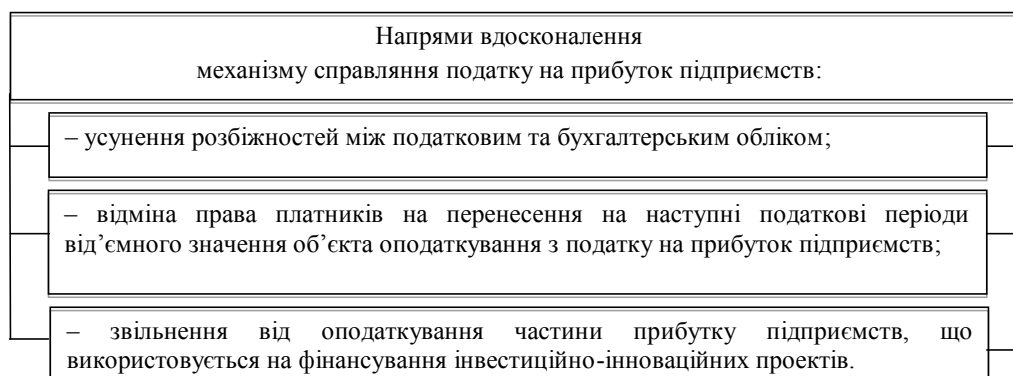 Напрями вдосконалення
механізму справляння податку на прибуток підприємств:
– усунення розбіжностей між податковим та бухгалтерським обліком;
– відміна права платників на перенесення на наступні податкові періоди
від’ємного значення об’єкта оподаткування з податку на прибуток підприємств;
– звільнення від оподаткування частини прибутку підприємств, що
використовується на фінансування інвестиційно-інноваційних проектів.